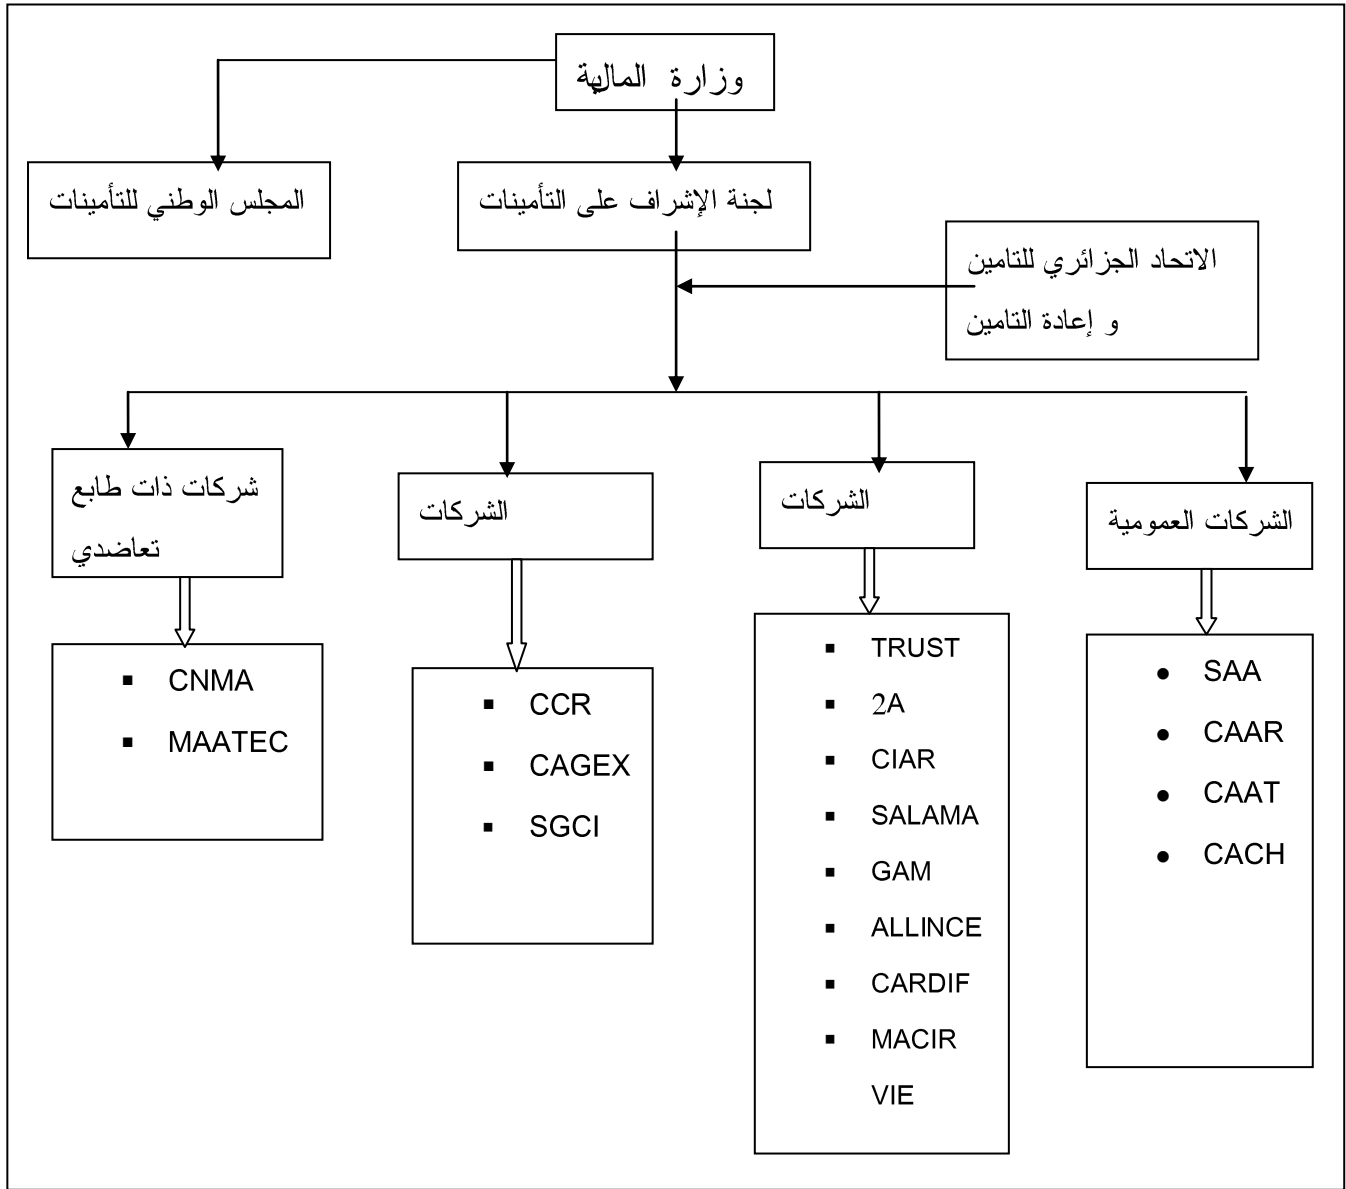 وزارة المالية
المجلس الوطني للتأمينات
لجنة الإشراف على التأمينات
الاتحاد الجزائري للتامين
و إعادة التامين
الشركات العمومية
SAA
CAAR
CAAT
CACH
الشركات
TRUST
2A
CIAR
SALAMA
GAM
ALLINCE
CARDIF
MACIR
VIE
الشركات
CCR
CAGEX
SGCI
شركات ذات طابع
تعاضدي
CNMA
MAATEC